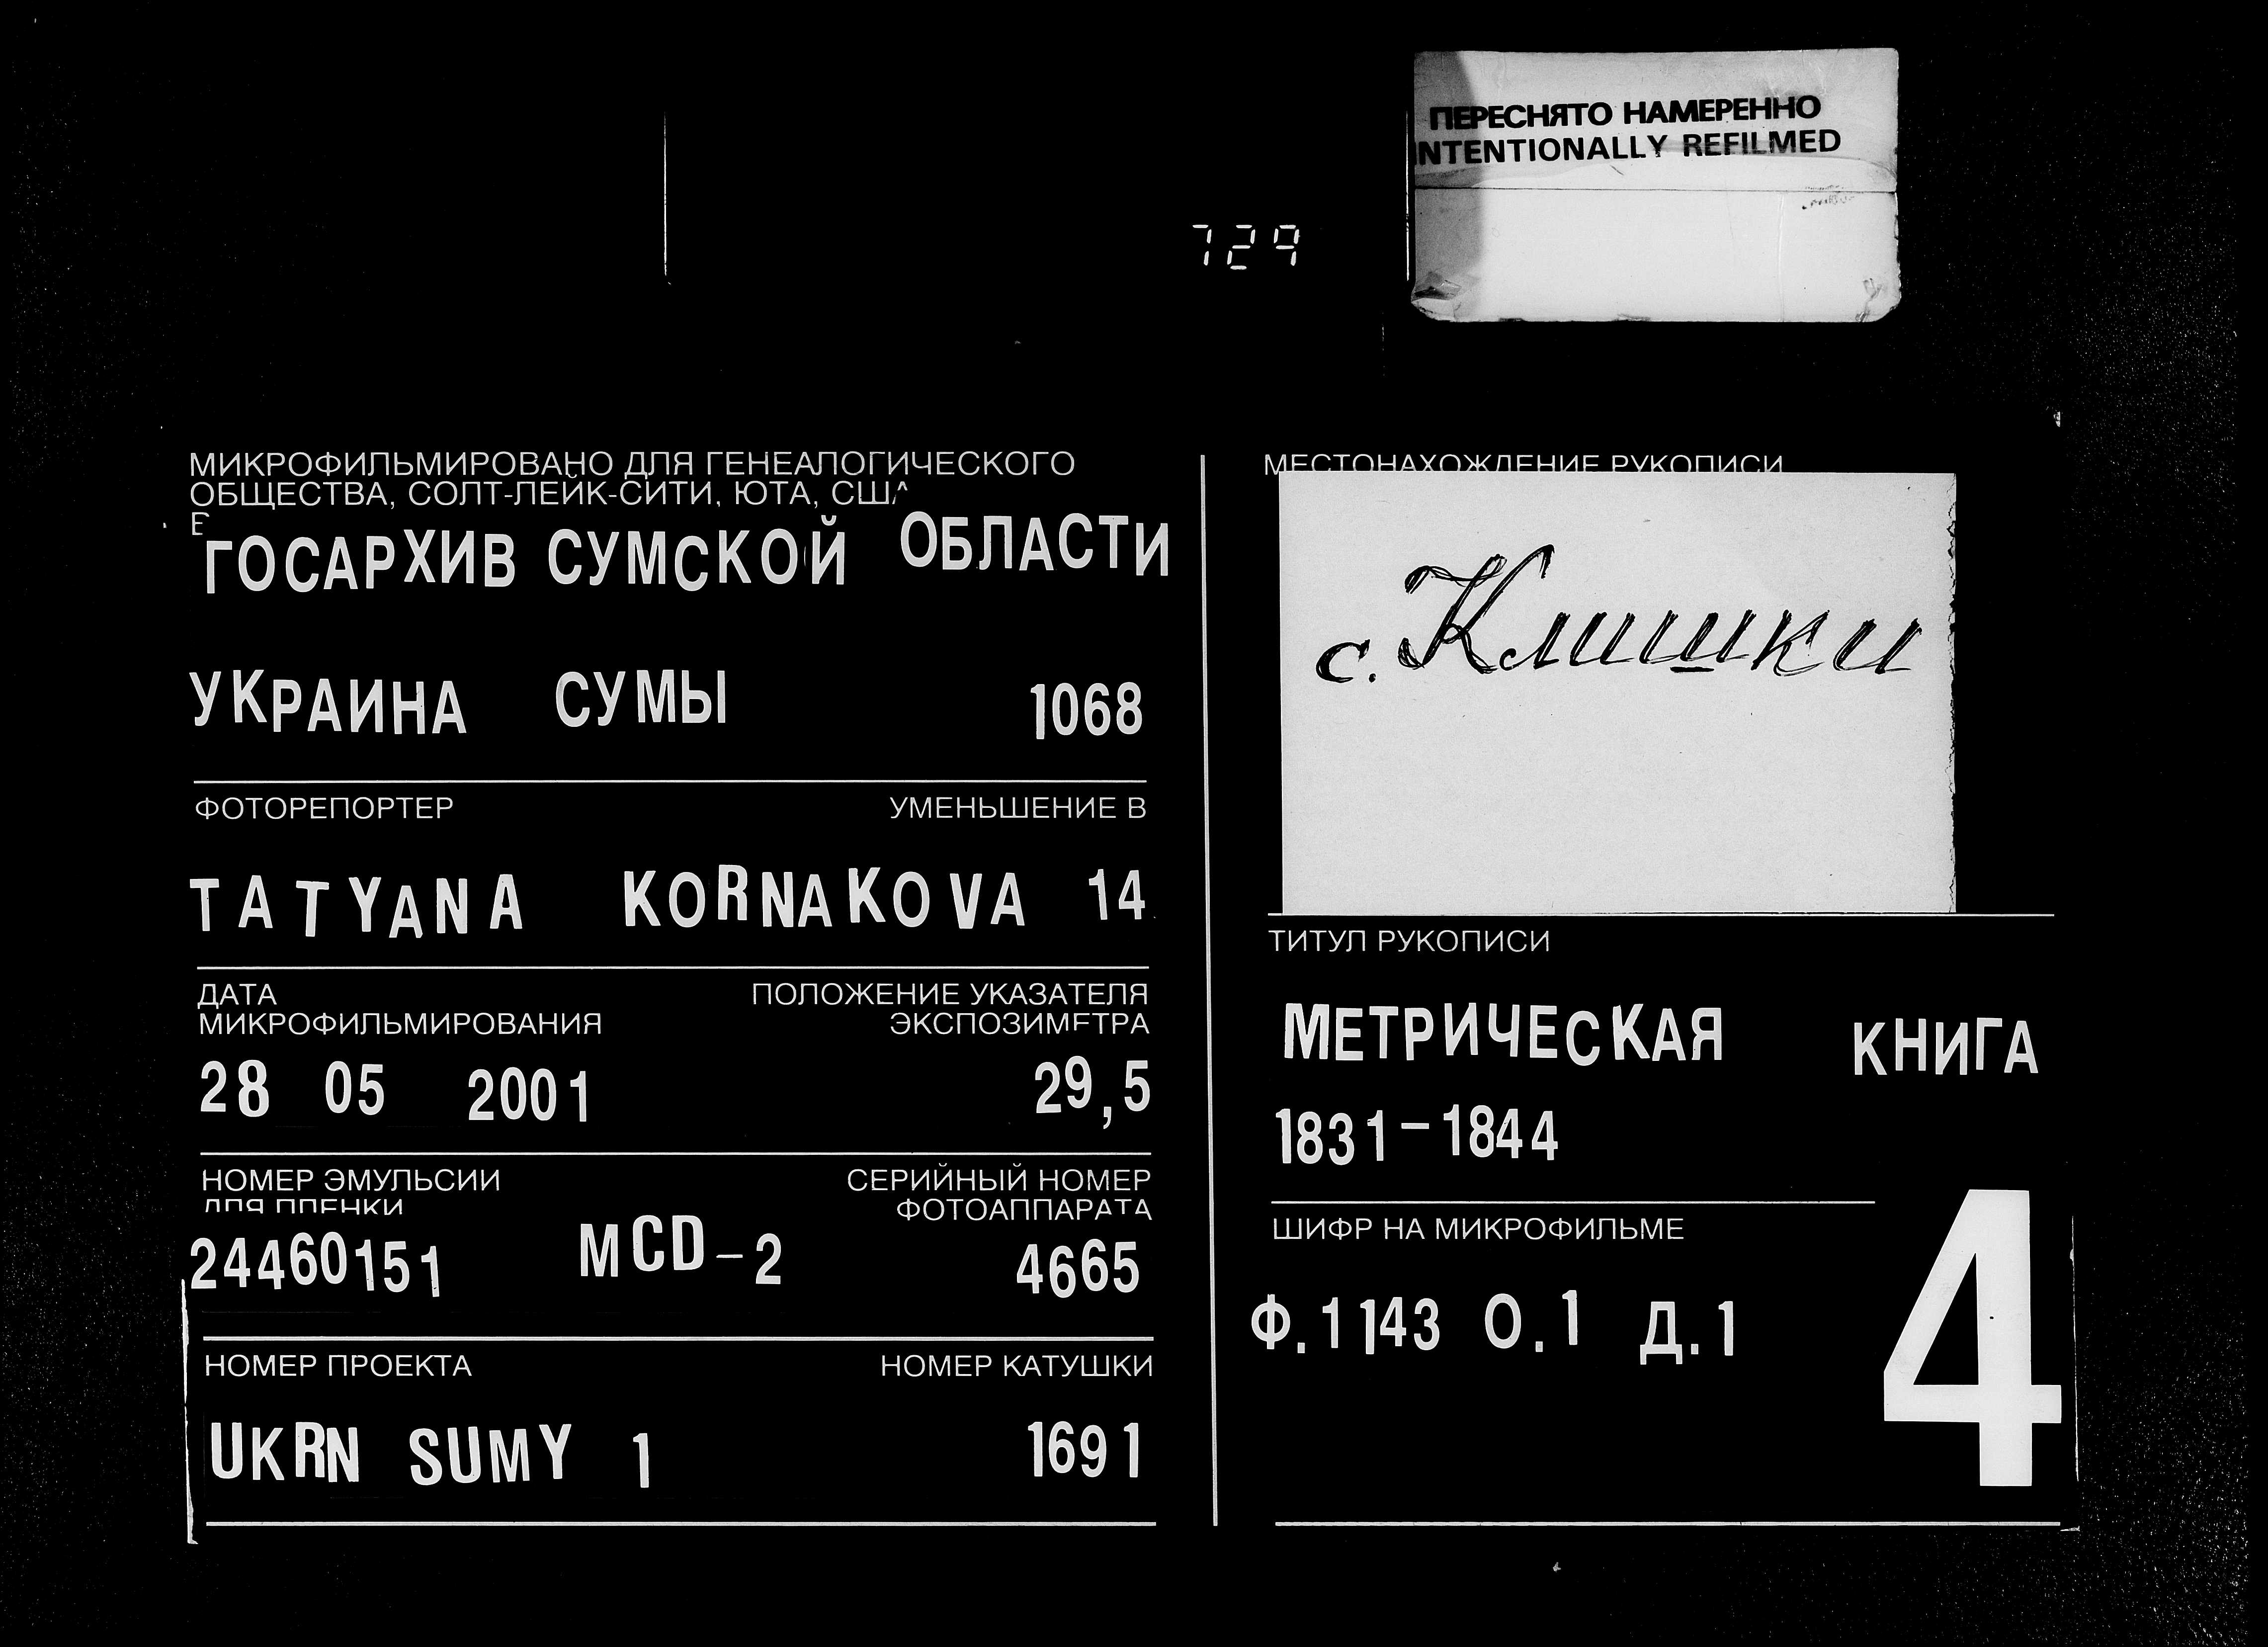 ПЕРЕСНЯТО НАМЕРЕННО
INTENTIONALLY REFILMED
729
МИКРОФИЛЬМИРОВАНО ДЛЯ ГЕНЕАЛОГИЧЕСКОГО
ОБЩЕСТВА, СОЛТ-ЛЕЙК-СИТИ, ЮТА, США
ГОСАРХИВ СУМСКОЙ ОБЛАСТИ
УКРАИНА СУМЫ 1068
ФОТОРЕПОРТЕР УМЕНЬШЕНИЕ В
TATYANA KORNAKOVA 14
ДАТА ПОЛОЖЕНИЕ УКАЗАТЕЛЯ
МИКРОФИЛЬМИРОВАНИЯ ЭКСПОЗИМЕТРА
28 05 2001 29,5
НОМЕР ЭМУЛЬСИИ СЕРИЙНЫЙ НОМЕР
ДЛЯ ПЛЕНКИ ФОТОАППАРАТА
24460151 MCD-2 4665
НОМЕР ПРОЕКТА НОМЕР КАТУШКИ
UKRN SUMY 1 1691
МЕСТОНАХОЖДЕНИЕ РУКОПИСИ
с. Клишки
ТИТУЛ РУКОПИСИ
МЕТРИЧЕСКАЯ КНИГА
1831-1844
ШИФР НА МИКРОФИЛЬМЕ
Ф.1143 О.1 Д.1
4